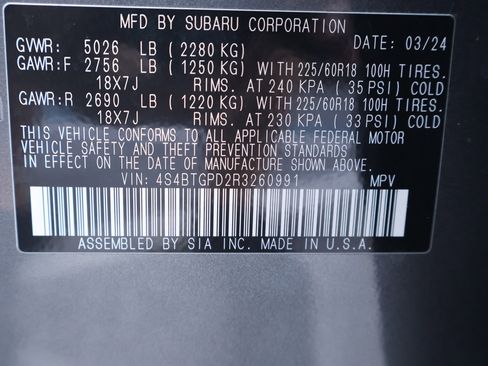 MFD BY SUBARU CORPORATION
GVWR: 5026 LB ( 2280 KG) DATE: 03/24
GAWR:F 2756 LB ( 1250 KG) WITH 225/60R18 100H TIRES.
18X7J RIMS. AT 240 KPA ( 35 PSI) COLD
GAWR:R 2690 LB ( 1220 KG) WITH 225/60R18 100H TIRES.
18X7J RIMS. AT 230 KPA ( 33 PSI) COLD
THIS VEHICLE CONFORMS TO ALL APPLICABLE FEDERAL MOTOR
VEHICLE SAFETY AND THEFT PREVENTION STANDARDS
IN EFFECT ON THE DATE OF MANUFACTURE SHOWN ABOVE.
VIN: 4S4BTGPD2R3260991 MPV
ASSEMBLED BY SIA INC. MADE IN U.S.A.